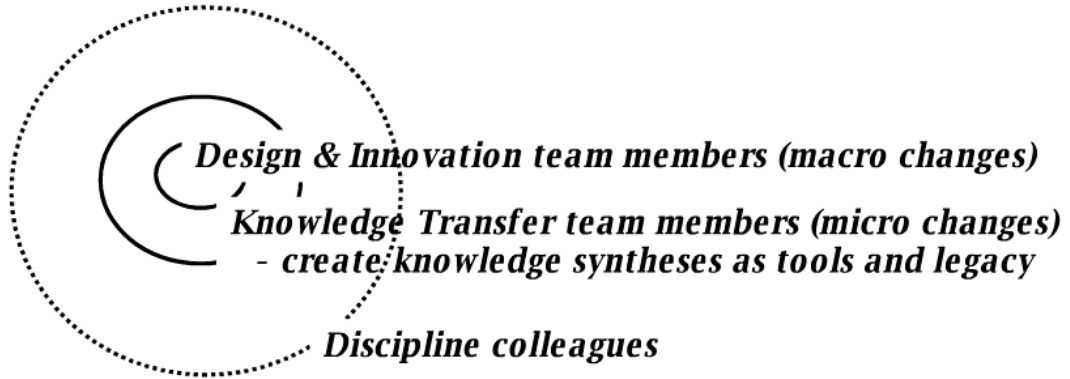 Design & Innovation team members (macro changes)
Knowledge Transfer team members (micro changes)
- create knowledge syntheses as tools and legacy
Discipline colleagues